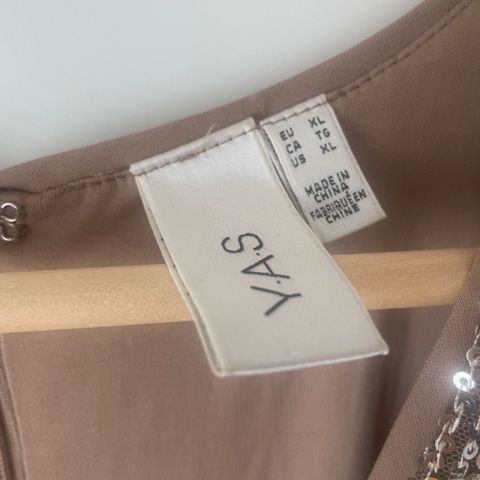 Y.A.S
EU XL
CA TG
US XL
MADE IN
CHINA
FABRIQUÉ EN
CHINE